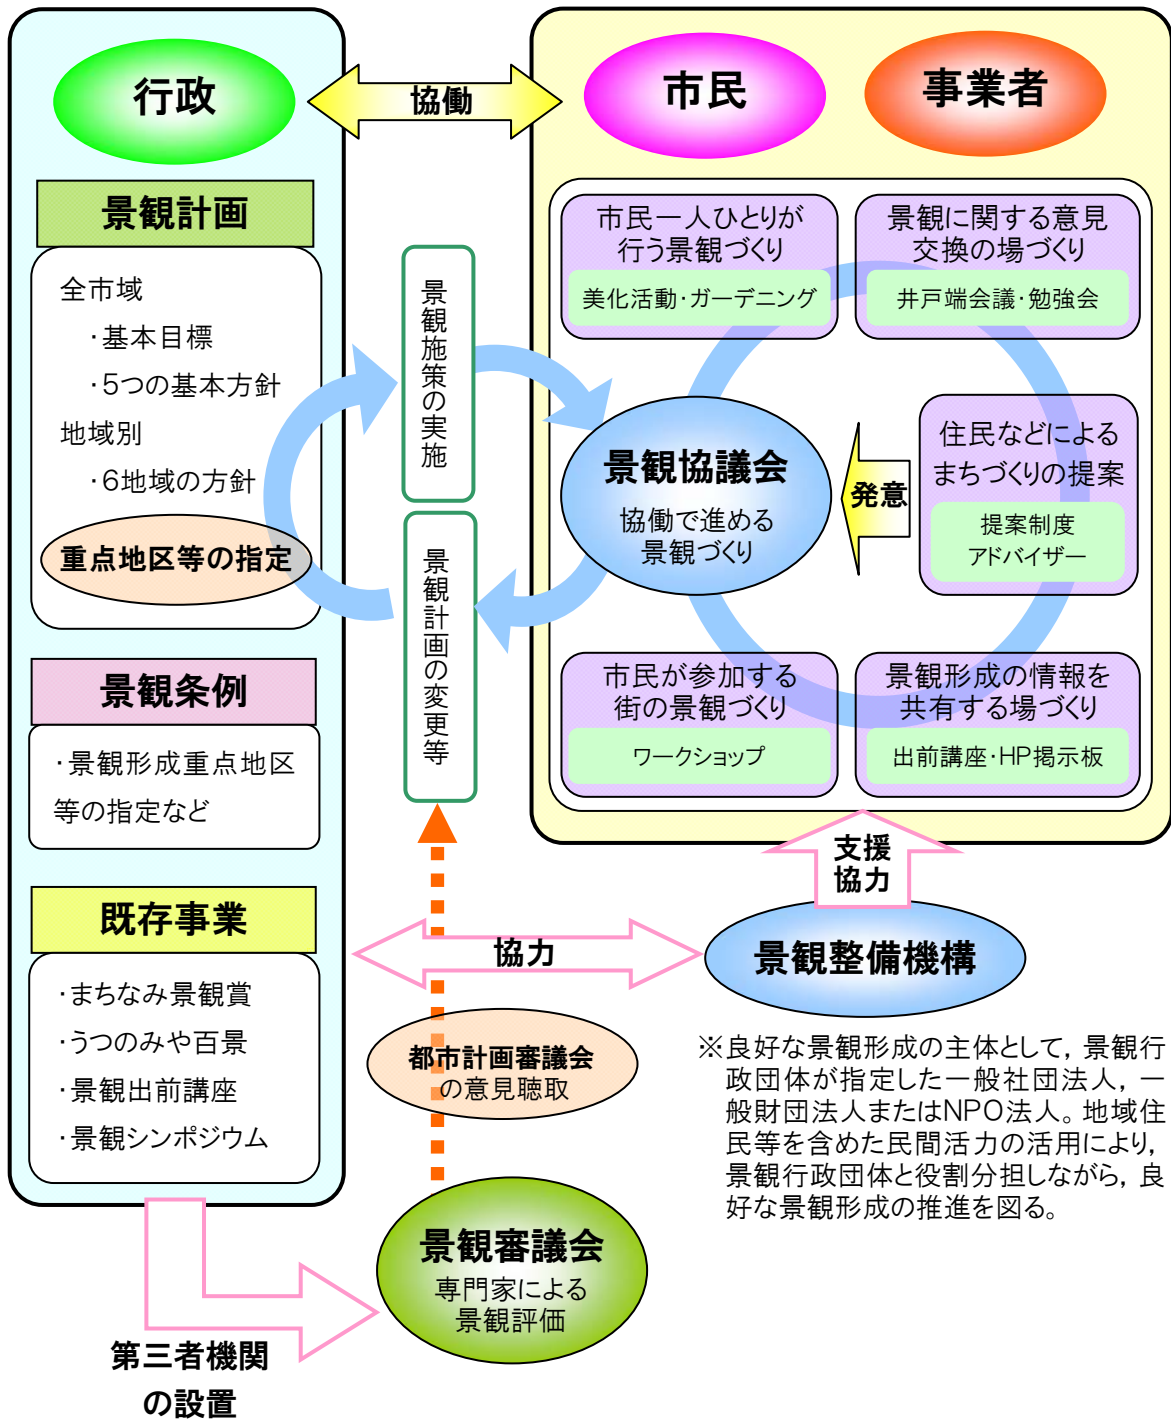 行政
協働
市民
事業者
景観計画
全市域
・基本目標
・5つの基本方針
地域別
・6地域の方針
重点地区等の指定
景観条例
・景観形成重点地区
等の指定など
既存事業
・まちなみ景観賞
・うつのみや百景
・景観出前講座
・景観シンポジウム
景観施策の実施
景観計画の変更等
市民一人ひとりが
行う景観づくり
美化活動・ガーデニング
景観に関する意見
交換の場づくり
井戸端会議・勉強会
景観協議会
協働で進める
景観づくり
発意
住民などによる
まちづくりの提案
提案制度
アドバイザー
市民が参加する
街の景観づくり
ワークショップ
景観形成の情報を
共有する場づくり
出前講座・HP掲示板
支援
協力
協力
景観整備機構
※良好な景観形成の主体として，景観行
政団体が指定した一般社団法人，一
般財団法人またはNPO法人。地域住
民等を含めた民間活力の活用により，
景観行政団体と役割分担しながら，良
好な景観形成の推進を図る。
都市計画審議会
の意見聴取
景観審議会
専門家による
景観評価
第三者機関
の設置